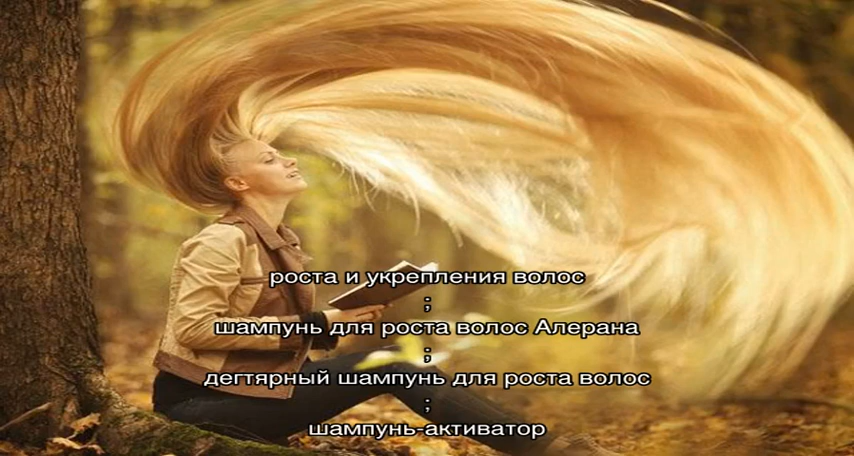 роста и укрепления волос
;
шампунь для роста волос Алерана
;
дегтярный шампунь для роста волос
;
шампунь-активатор